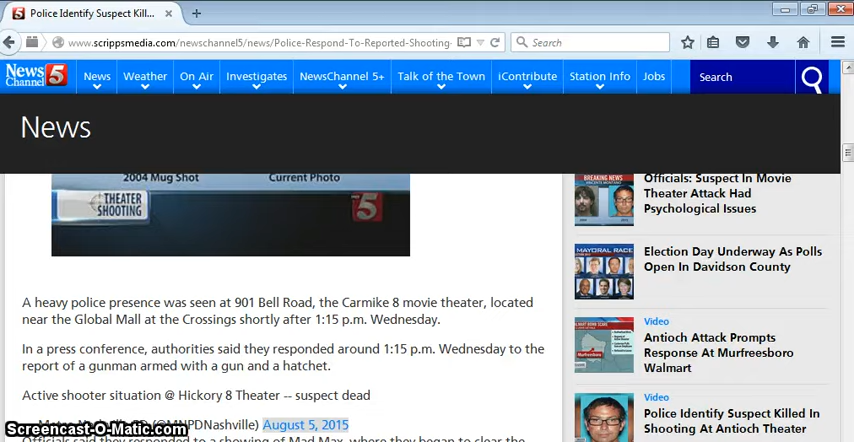 Police Identify Suspect Kill...
www.scrippsmedia.com/newschannel5/news/Police-Respond-To-Reported-Shooting-
Search
News
Channel 5
News
Weather
On Air
Investigates
NewsChannel 5+
Talk of the Town
iContribute
Station Info
Jobs
Search
News
2004 Mug Shot
Current Photo
THEATER
SHOOTING
5
A heavy police presence was seen at 901 Bell Road, the Carmike 8 movie theater, located
near the Global Mall at the Crossings shortly after 1:15 p.m. Wednesday.
In a press conference, authorities said they responded around 1:15 p.m. Wednesday to the
report of a gunman armed with a gun and a hatchet.
Active shooter situation @ Hickory 8 Theater -- suspect dead
(@MNPDNashville) August 5, 2015
Officials said they responded to a showing of Mad Max, where they began to clear the
BREAKING NEWS
Officials: Suspect In Movie
Theater Attack Had
Psychological Issues
MAYORAL RACE
Election Day Underway As Polls
Open In Davidson County
Murfreesboro
Video
Antioch Attack Prompts
Response At Murfreesboro
Walmart
Video
Police Identify Suspect Killed In
Shooting At Antioch Theater
Screencast-O-Matic.com